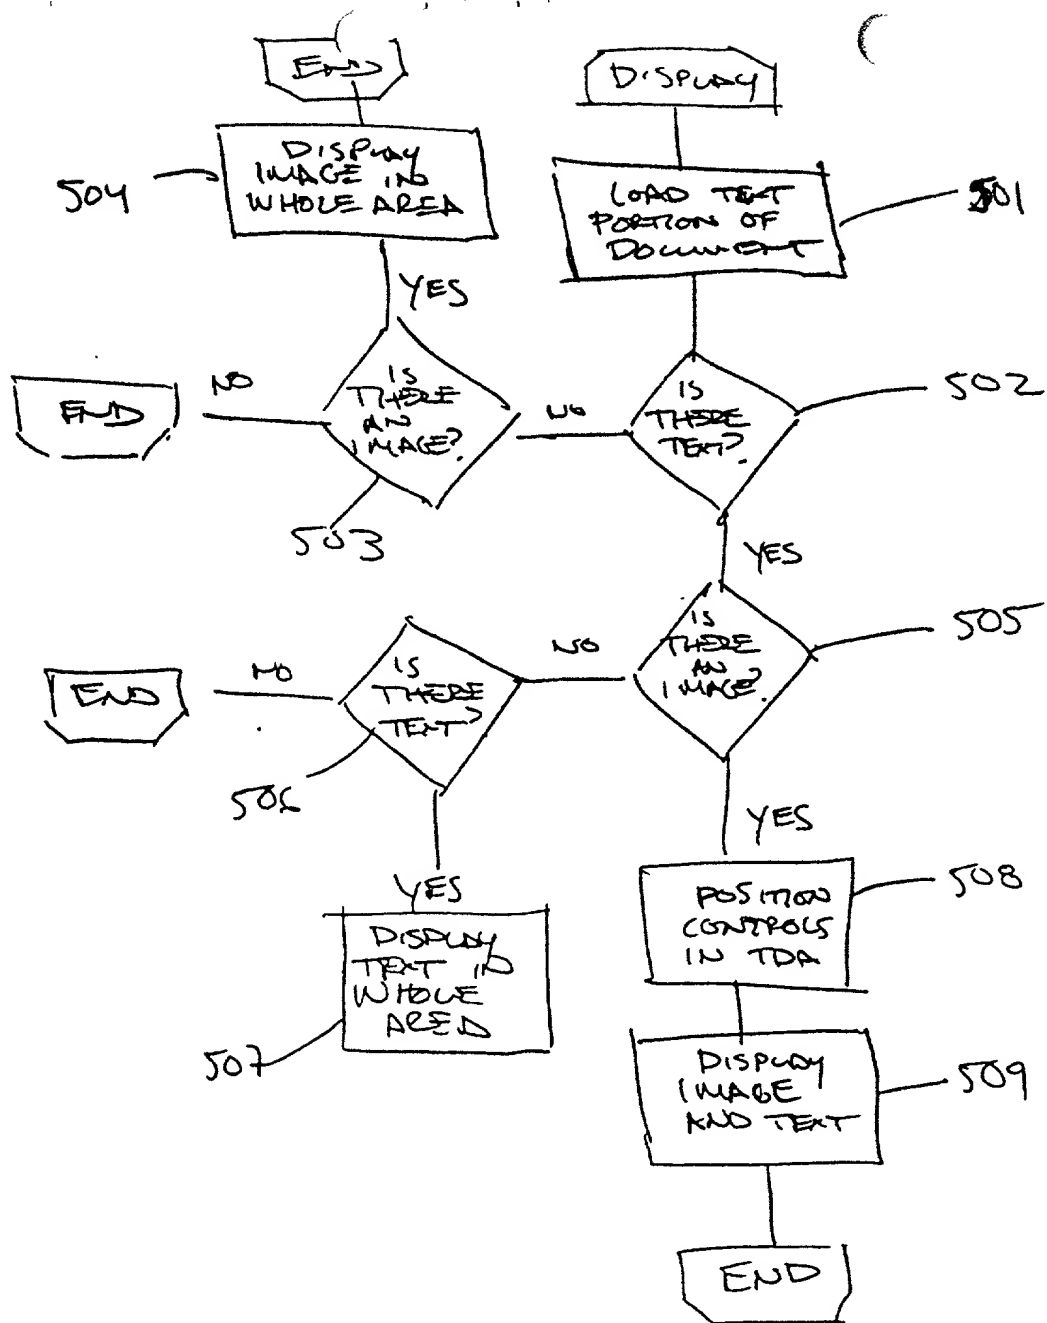 END
DISPLAY
DISPLAY
IMAGE IN
WHOLE AREA
504
LOAD TEXT
PORTION OF
DOCUMENT
501
YES
IS
THERE
AN
IMAGE?
NO
END
503
NO
IS
THERE
TEXT?
502
YES
IS
THERE
AN
IMAGE?
505
NO
IS
THERE
TEXT?
506
NO
END
YES
DISPLAY
TEXT IN
WHOLE
AREA
507
YES
POSITION
CONTROLS
IN TDA
508
DISPLAY
IMAGE
AND TEXT
509
END